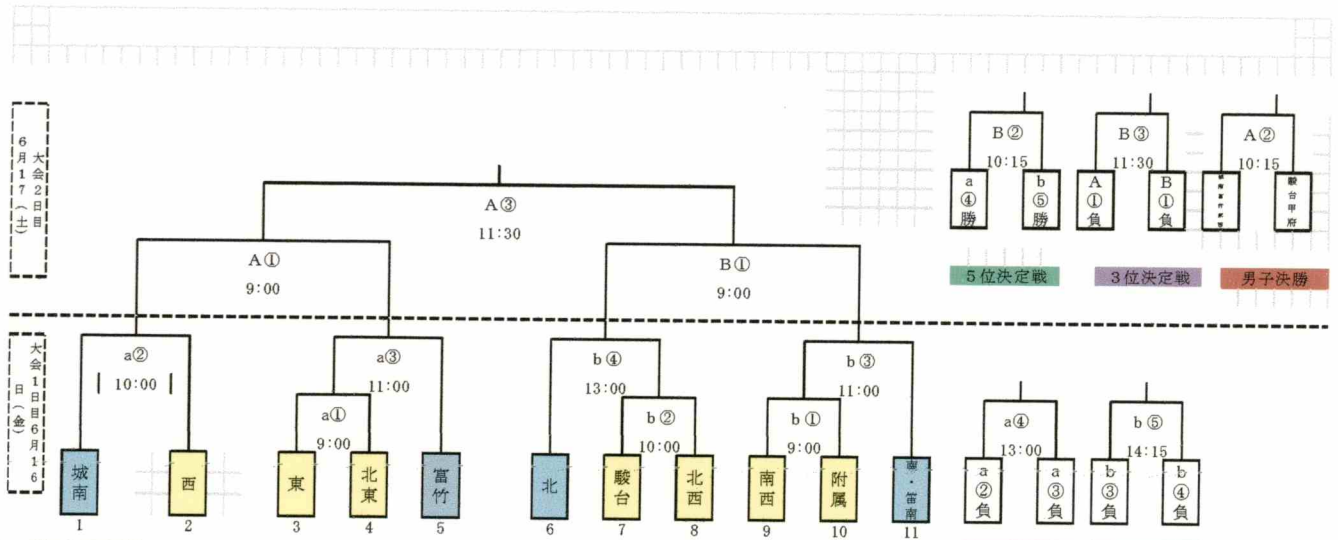 大会2日目
6月17(土)
B②
10:15
a④勝
b⑤勝
B③
11:30
A①負
B①負
A②
10:15
駿台甲府
5位決定戦
3位決定戦
男子決勝
A③
11:30
A①
9:00
B①
9:00
大会1日目6月16
日(金)
a②
10:00
a③
11:00
a①
9:00
b④
13:00
b②
10:00
b③
11:00
b①
9:00
a④
13:00
b⑤
14:15
城南
西
東
北東
富竹
北
駿台
北西
南西
附属
南・笛南
a②負
a③負
b③負
b④負
1
2
3
4
5
6
7
8
9
10
11